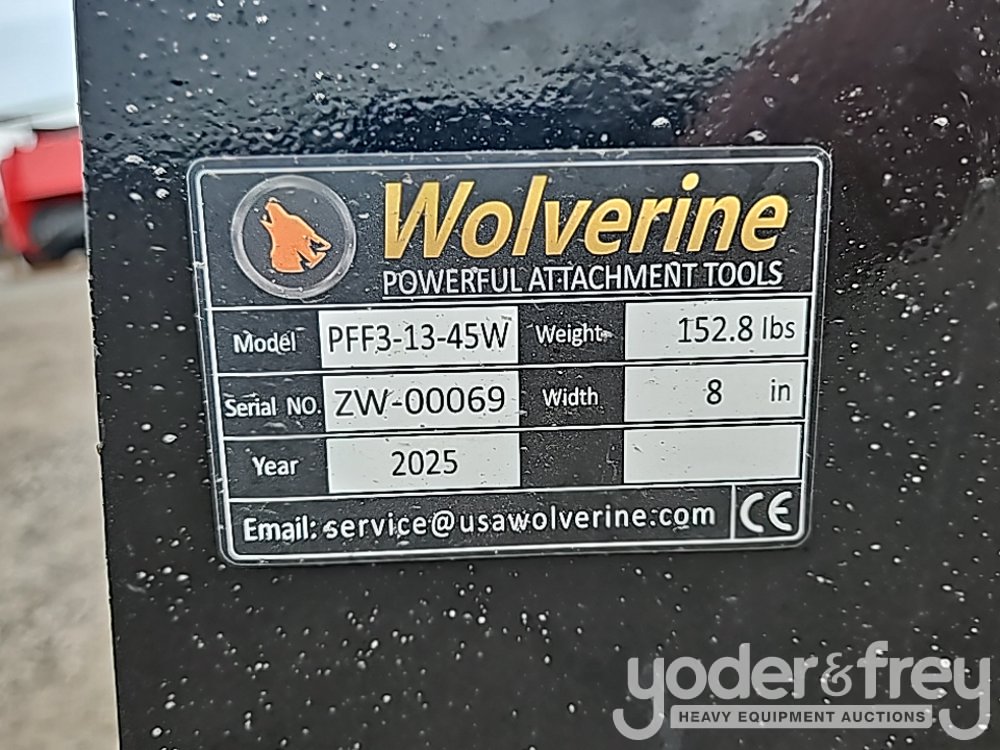 Wolverine
POWERFUL ATTACHMENT TOOLS
Model PFF3-13-45W Weight 152.8 lbs
Serial NO. ZW-00069 Width 8 in
Year 2025
Email: service@usawolverine.com CE
yoder&frey
HEAVY EQUIPMENT AUCTIONS